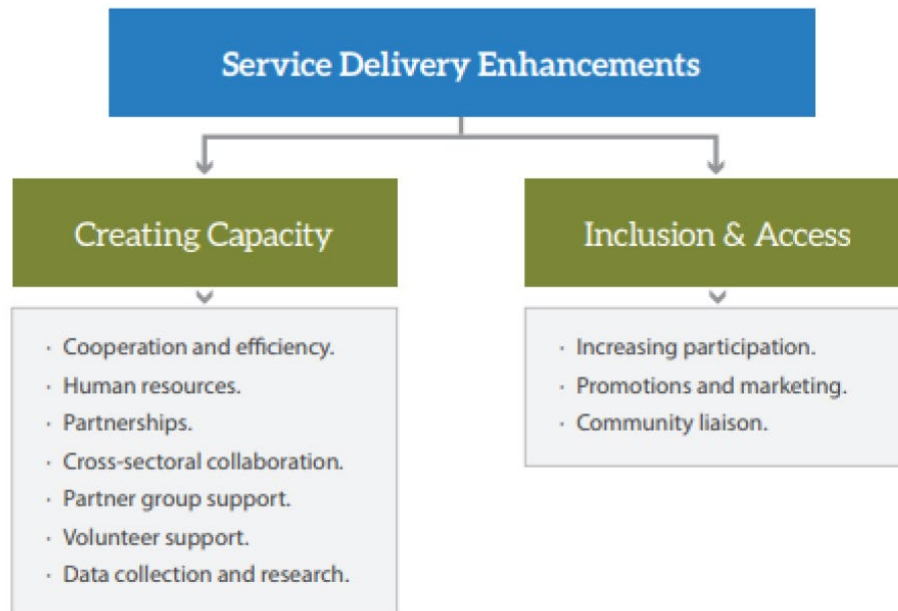 Service Delivery Enhancements
Creating Capacity
· Cooperation and efficiency.
· Human resources.
· Partnerships.
· Cross-sectoral collaboration.
· Partner group support.
· Volunteer support.
· Data collection and research.
Inclusion & Access
· Increasing participation.
· Promotions and marketing.
· Community liaison.